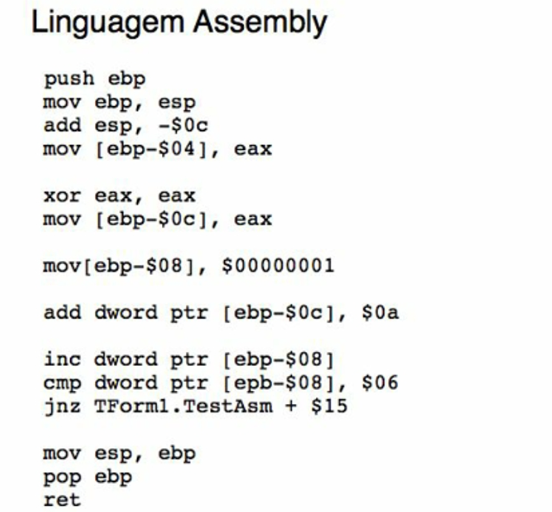 Linguagem Assembly
push ebp
mov ebp, esp
add esp, -$0c
mov [ebp-$04], eax
xor eax, eax
mov [ebp-$0c], eax
mov[ebp-$08], $00000001
add dword ptr [ebp-$0c], $0a
inc dword ptr [ebp-$08]
cmp dword ptr [epb-$08], $06
jnz TForm1.TestAsm + $15
mov esp, ebp
pop ebp
ret